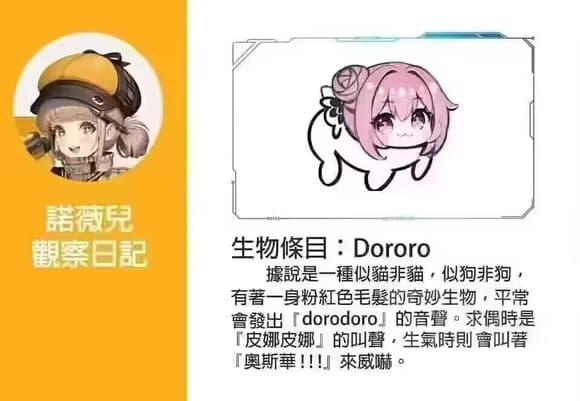 諾薇兒
觀察日記
生物條目：Dororo
據說是一種似貓非貓，似狗非狗，
有著一身粉紅色毛髮的奇妙生物，平常
會發出『dorodoro』的音聲。求偶時是
『皮娜皮娜』的叫聲，生氣時則會叫著
『奧斯華!!!』來威嚇。